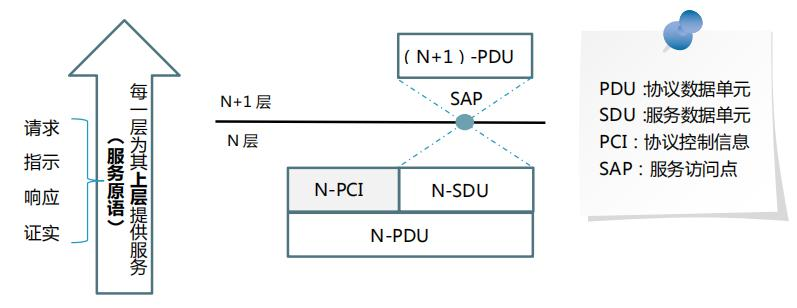 请求
指示
响应
证实
每一层为其上层提供服务
（服务原语）
（N+1）-PDU
SAP
N+1 层
N 层
N-PCI
N-SDU
N-PDU
PDU :协议数据单元
SDU :服务数据单元
PCI : 协议控制信息
SAP : 服务访问点